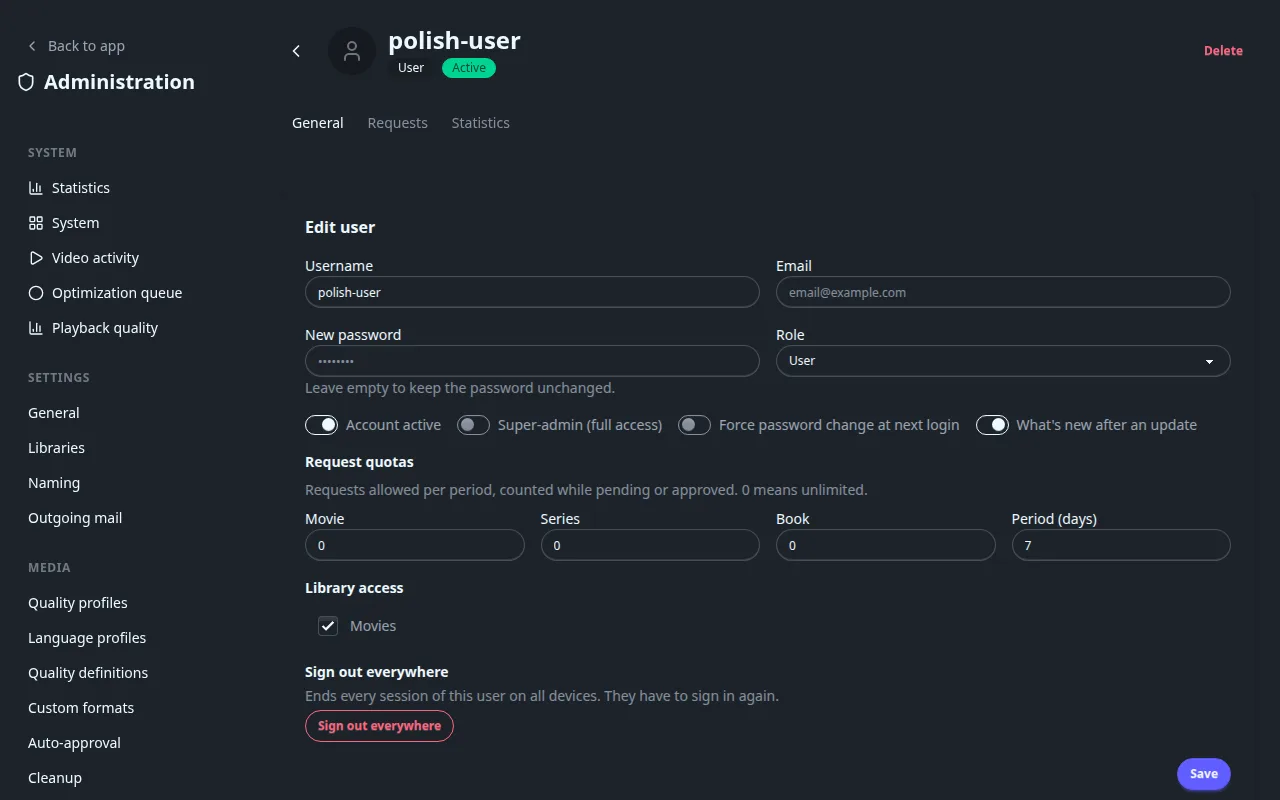 Back to app
Administration
SYSTEM
Statistics
System
Video activity
Optimization queue
Playback quality
SETTINGS
General
Libraries
Naming
Outgoing mail
MEDIA
Quality profiles
Language profiles
Quality definitions
Custom formats
Auto-approval
Cleanup
polish-user
User Active
Delete
General Requests Statistics
Edit user
Username Email
polish-user email@example.com
New password Role
•••••••• User
Leave empty to keep the password unchanged.
Account active Super-admin (full access) Force password change at next login What's new after an update
Request quotas
Requests allowed per period, counted while pending or approved. 0 means unlimited.
Movie Series Book Period (days)
0 0 0 7
Library access
Movies
Sign out everywhere
Ends every session of this user on all devices. They have to sign in again.
Sign out everywhere
Save